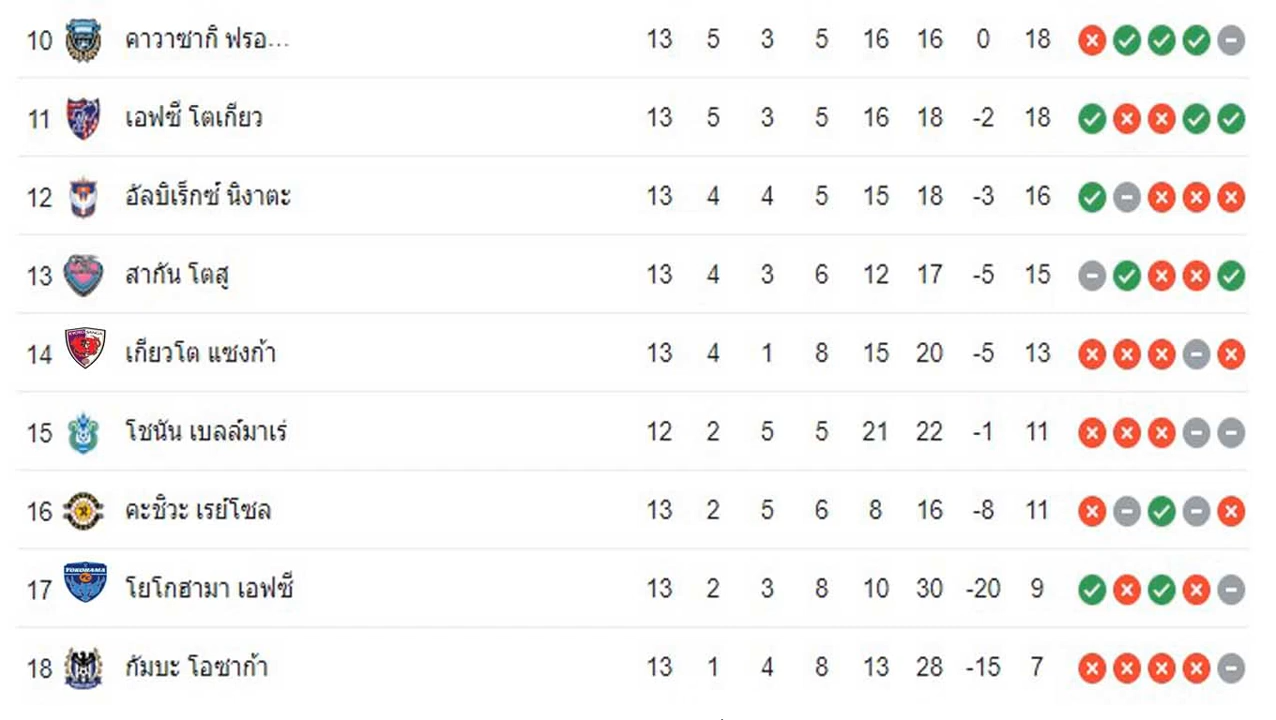 10 คาวาซากิ ฟรอ... 13 5 3 5 16 16 0 18
11 เอฟซี โตเกียว 13 5 3 5 16 18 -2 18
12 อัลบิเร็กซ์ นิงาตะ 13 4 4 5 15 18 -3 16
13 สากัน โตสู 13 4 3 6 12 17 -5 15
14 เกียวโต แซงก้า 13 4 1 8 15 20 -5 13
15 โชนัน เบลล์มาเร่ 12 2 5 5 21 22 -1 11
16 คะชิวะ เรย์โซล 13 2 5 6 8 16 -8 11
17 โยโกฮามา เอฟซี 13 2 3 8 10 30 -20 9
18 กัมบะ โอซาก้า 13 1 4 8 13 28 -15 7